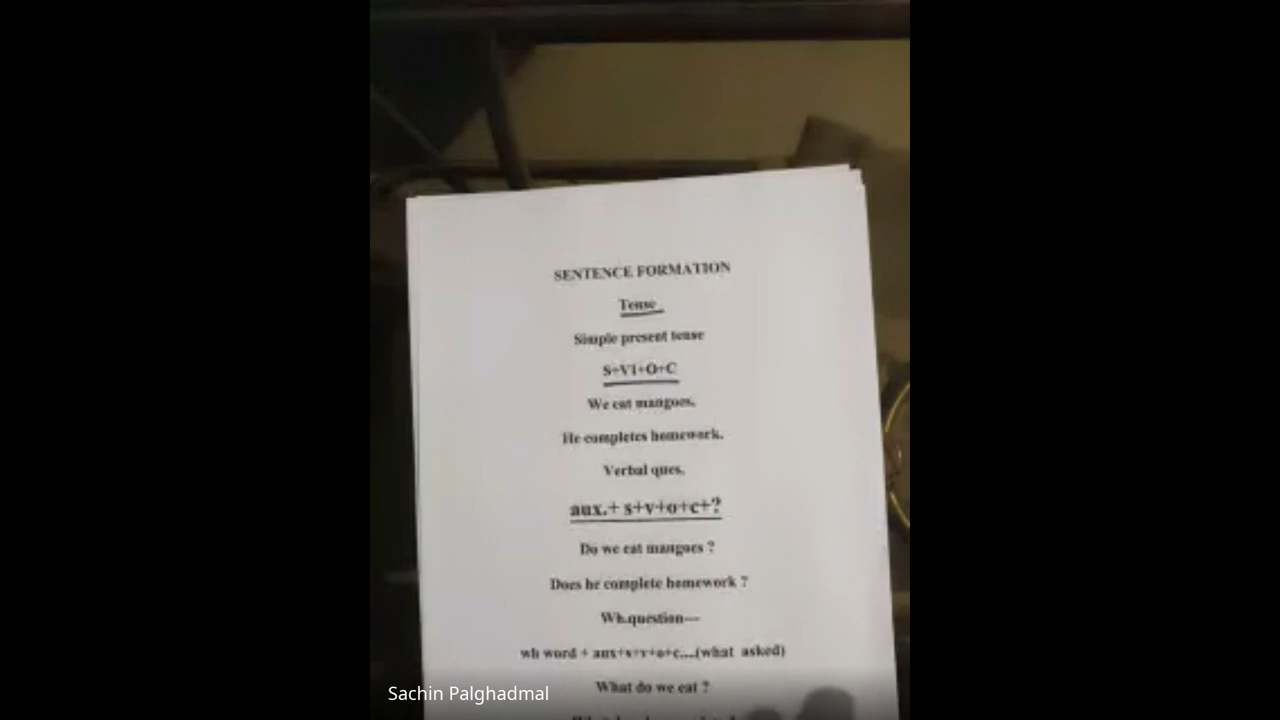 SENTENCE FORMATION
Tense
Simple present tense
S+V1+O+C
We eat mangoes.
He completes homework.
Verbal ques.
aux.+ s+v+o+c+?
Do we eat mangoes ?
Does he complete homework ?
Wh.question---
wh word + aux+s+v+o+c....(what asked)
What do we eat ?
Sachin Palghadmal